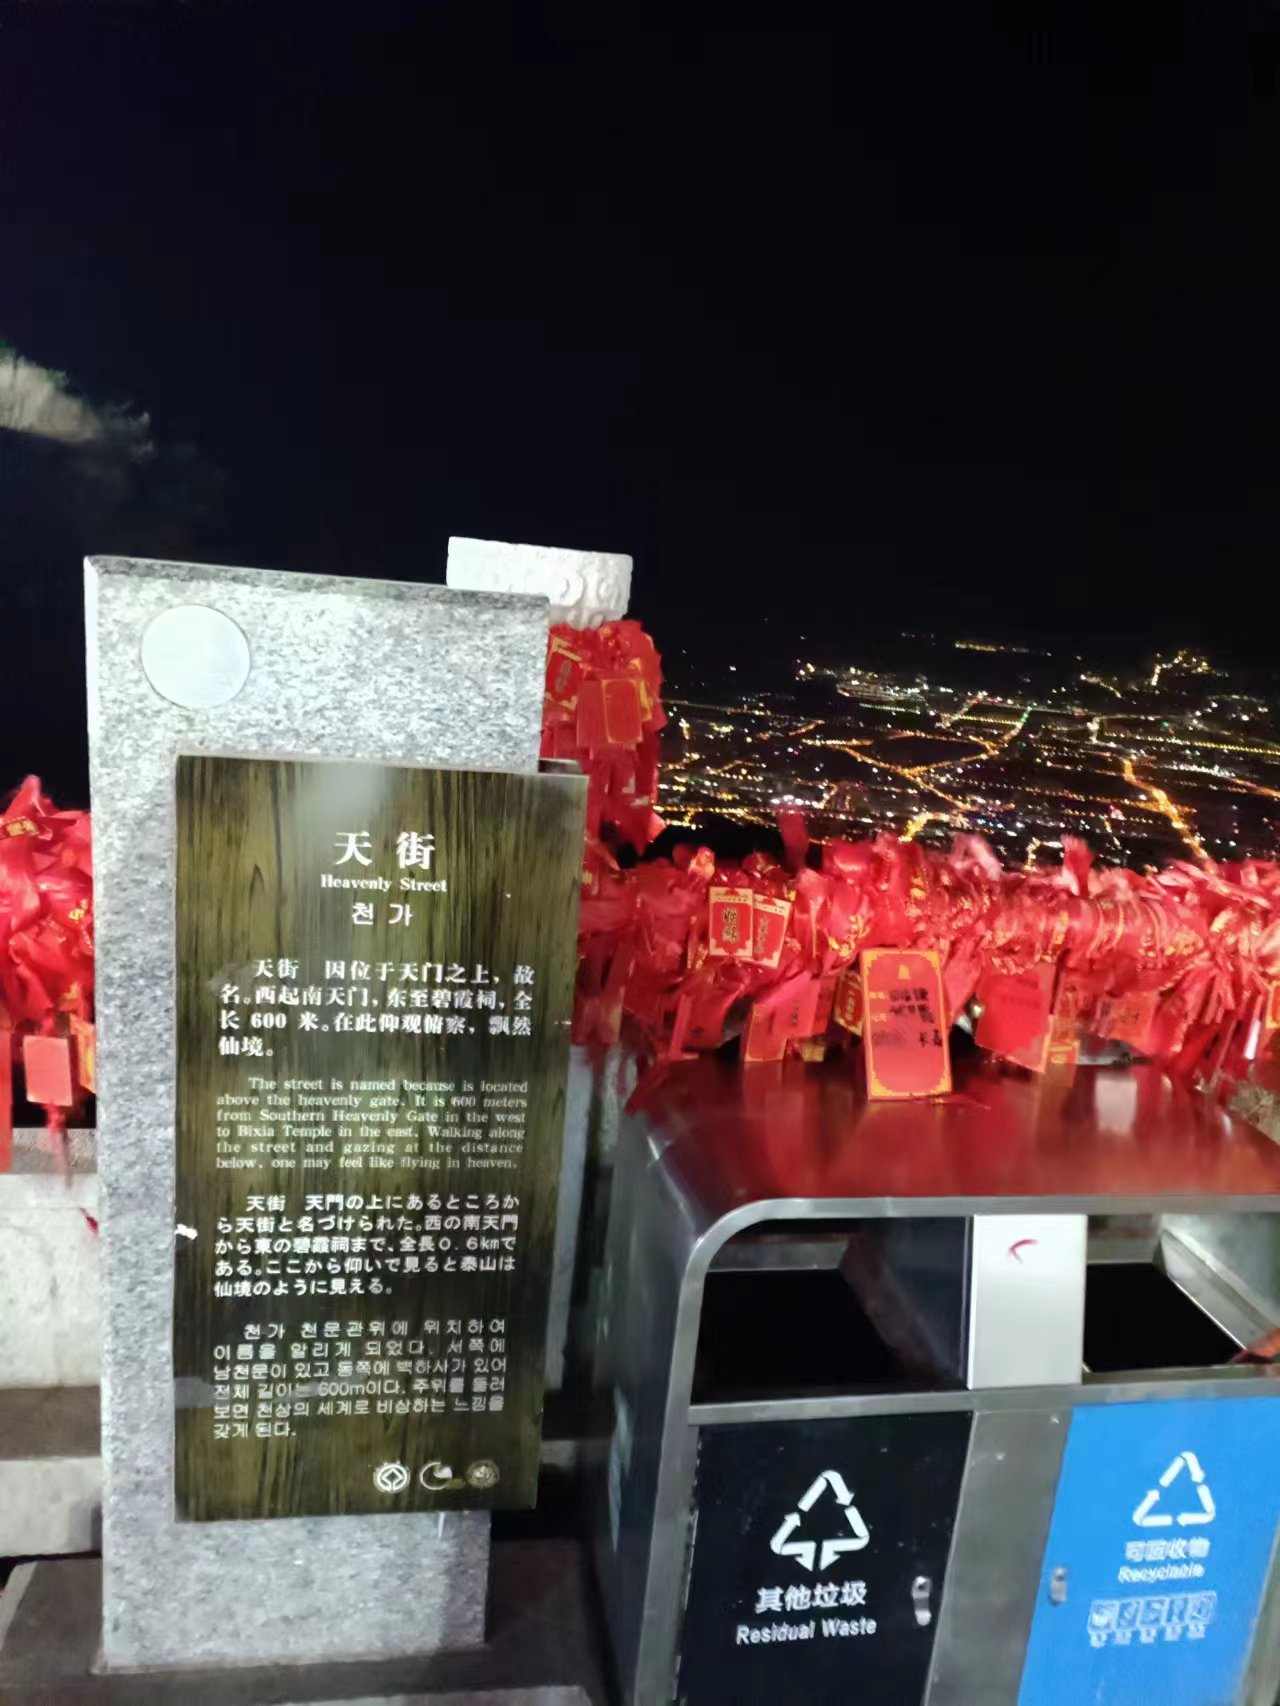 天街
Heavenly Street
천가
天街 因位于天门之上，故
名。西起南天门，东至碧霞祠，全
长 600 米。在此仰观俯察，飘然
仙境。
The street is named because is located
above the heavenly gate. It is 600 meters
from Southern Heavenly Gate in the west
to Bixia Temple in the east. Walking along
the street and gazing at the distance
below, one may feel like flying in heaven.
天街 天門の上にあるところか
ら天街と名づけられた。西の南天門
から東の碧霞祠まで、全長０.６kmで
ある。ここから仰いで見ると泰山は
仙境のように見える。
천가 천문관위에 위치하여
이름을 알리게 되었다. 서쪽에
남천문이 있고 동쪽에 벽하사가 있어
전체 길이는 600m이다. 주위를 둘러
보면 천상의 세계로 비상하는 느낌을
갖게 된다.
其他垃圾
Residual Waste
可回收物
Recyclable